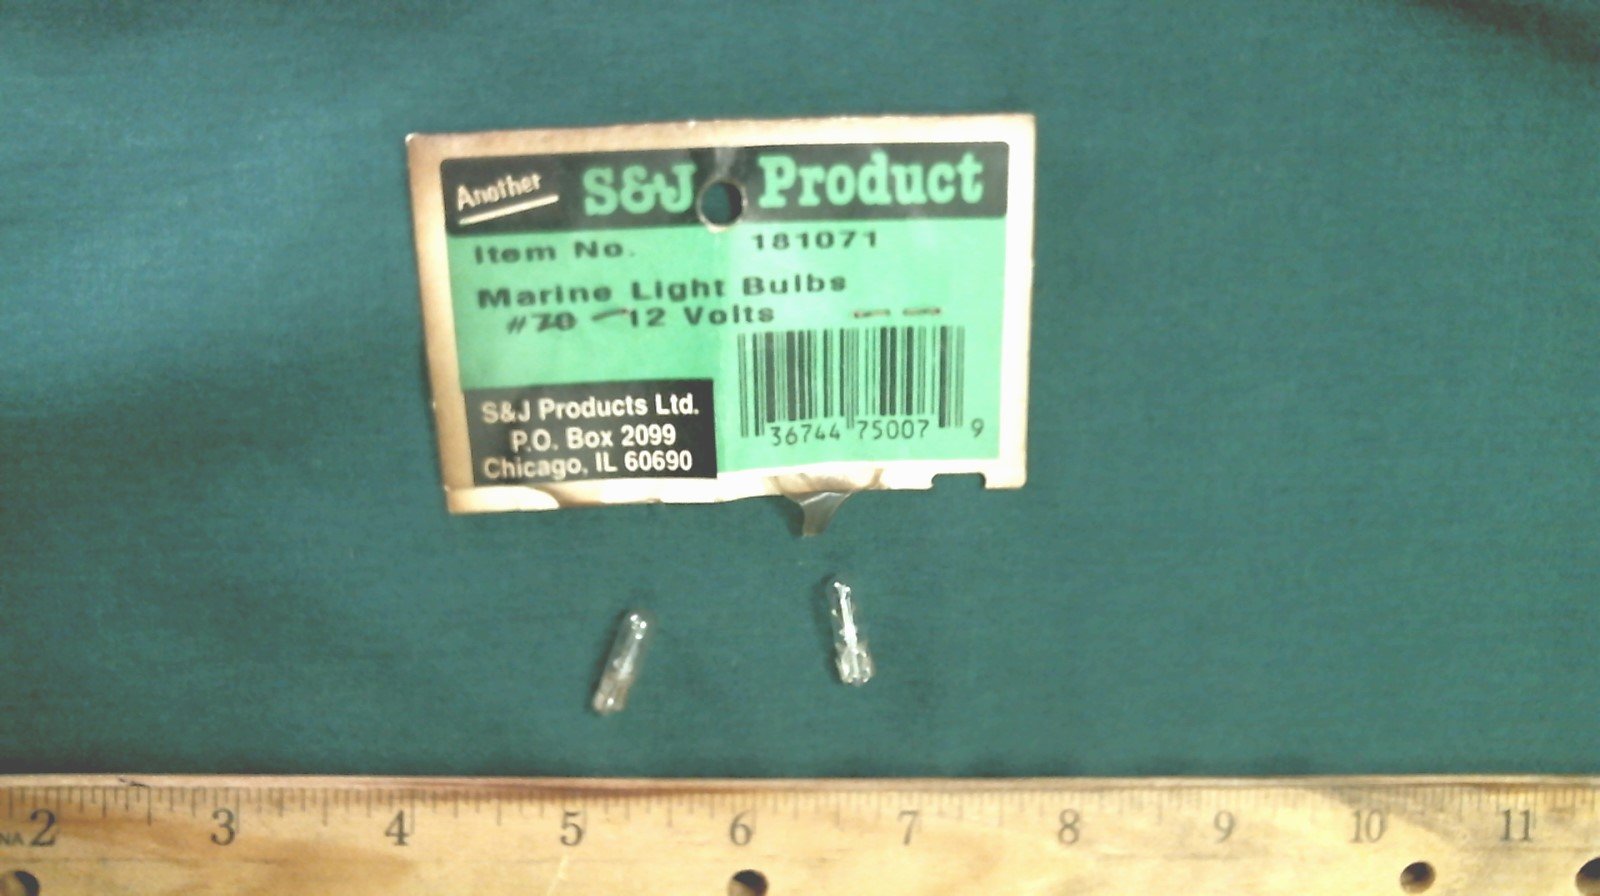 Another S&J Product
Item No. 181071
Marine Light Bulbs
#70 - 12 Volts
S&J Products Ltd.
P.O. Box 2099
Chicago, IL 60690
36744 75007 9
NA 2 3 4 5 6 7 8 9 10 11